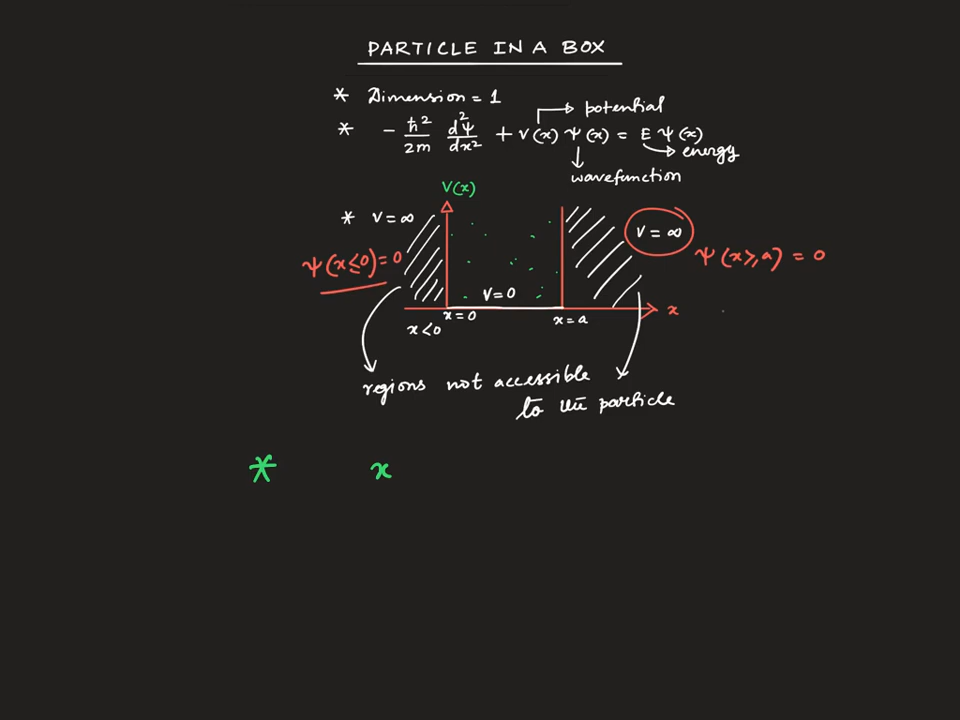 PARTICLE IN A BOX
* Dimension = 1
→ potential
* - ħ²/2m d²Ψ/dx² + V(x) Ψ(x) = E Ψ(x)
→ energy
wavefunction
V(x)
* V = ∞
V = ∞
Ψ(x≤0) = 0
Ψ(x≥a) = 0
V = 0
x<0
x=0
x=a
x
regions not accessible
to the particle
* x